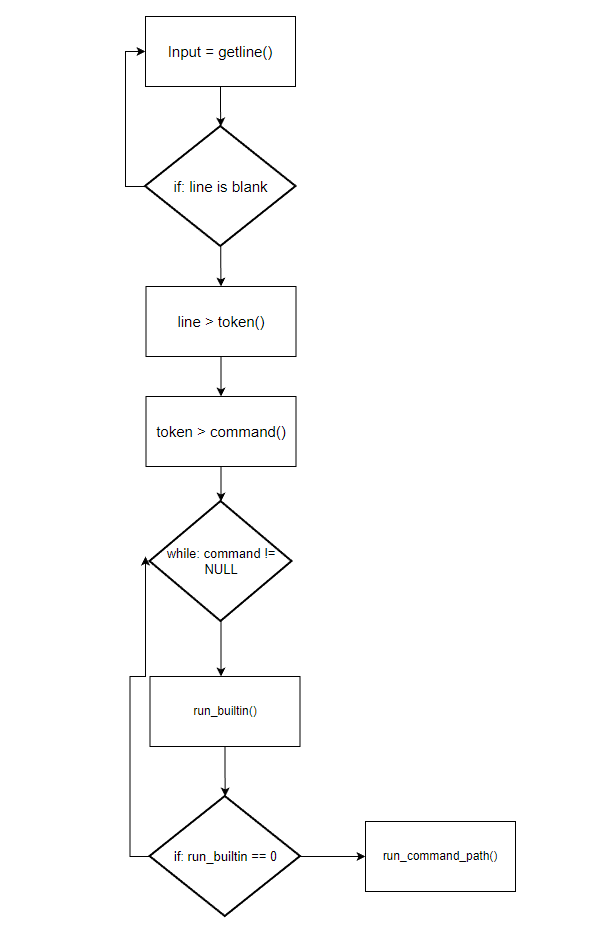 Input = getline()
if: line is blank
line > token()
token > command()
while: command !=
NULL
run_builtin()
if: run_builtin == 0
run_command_path()